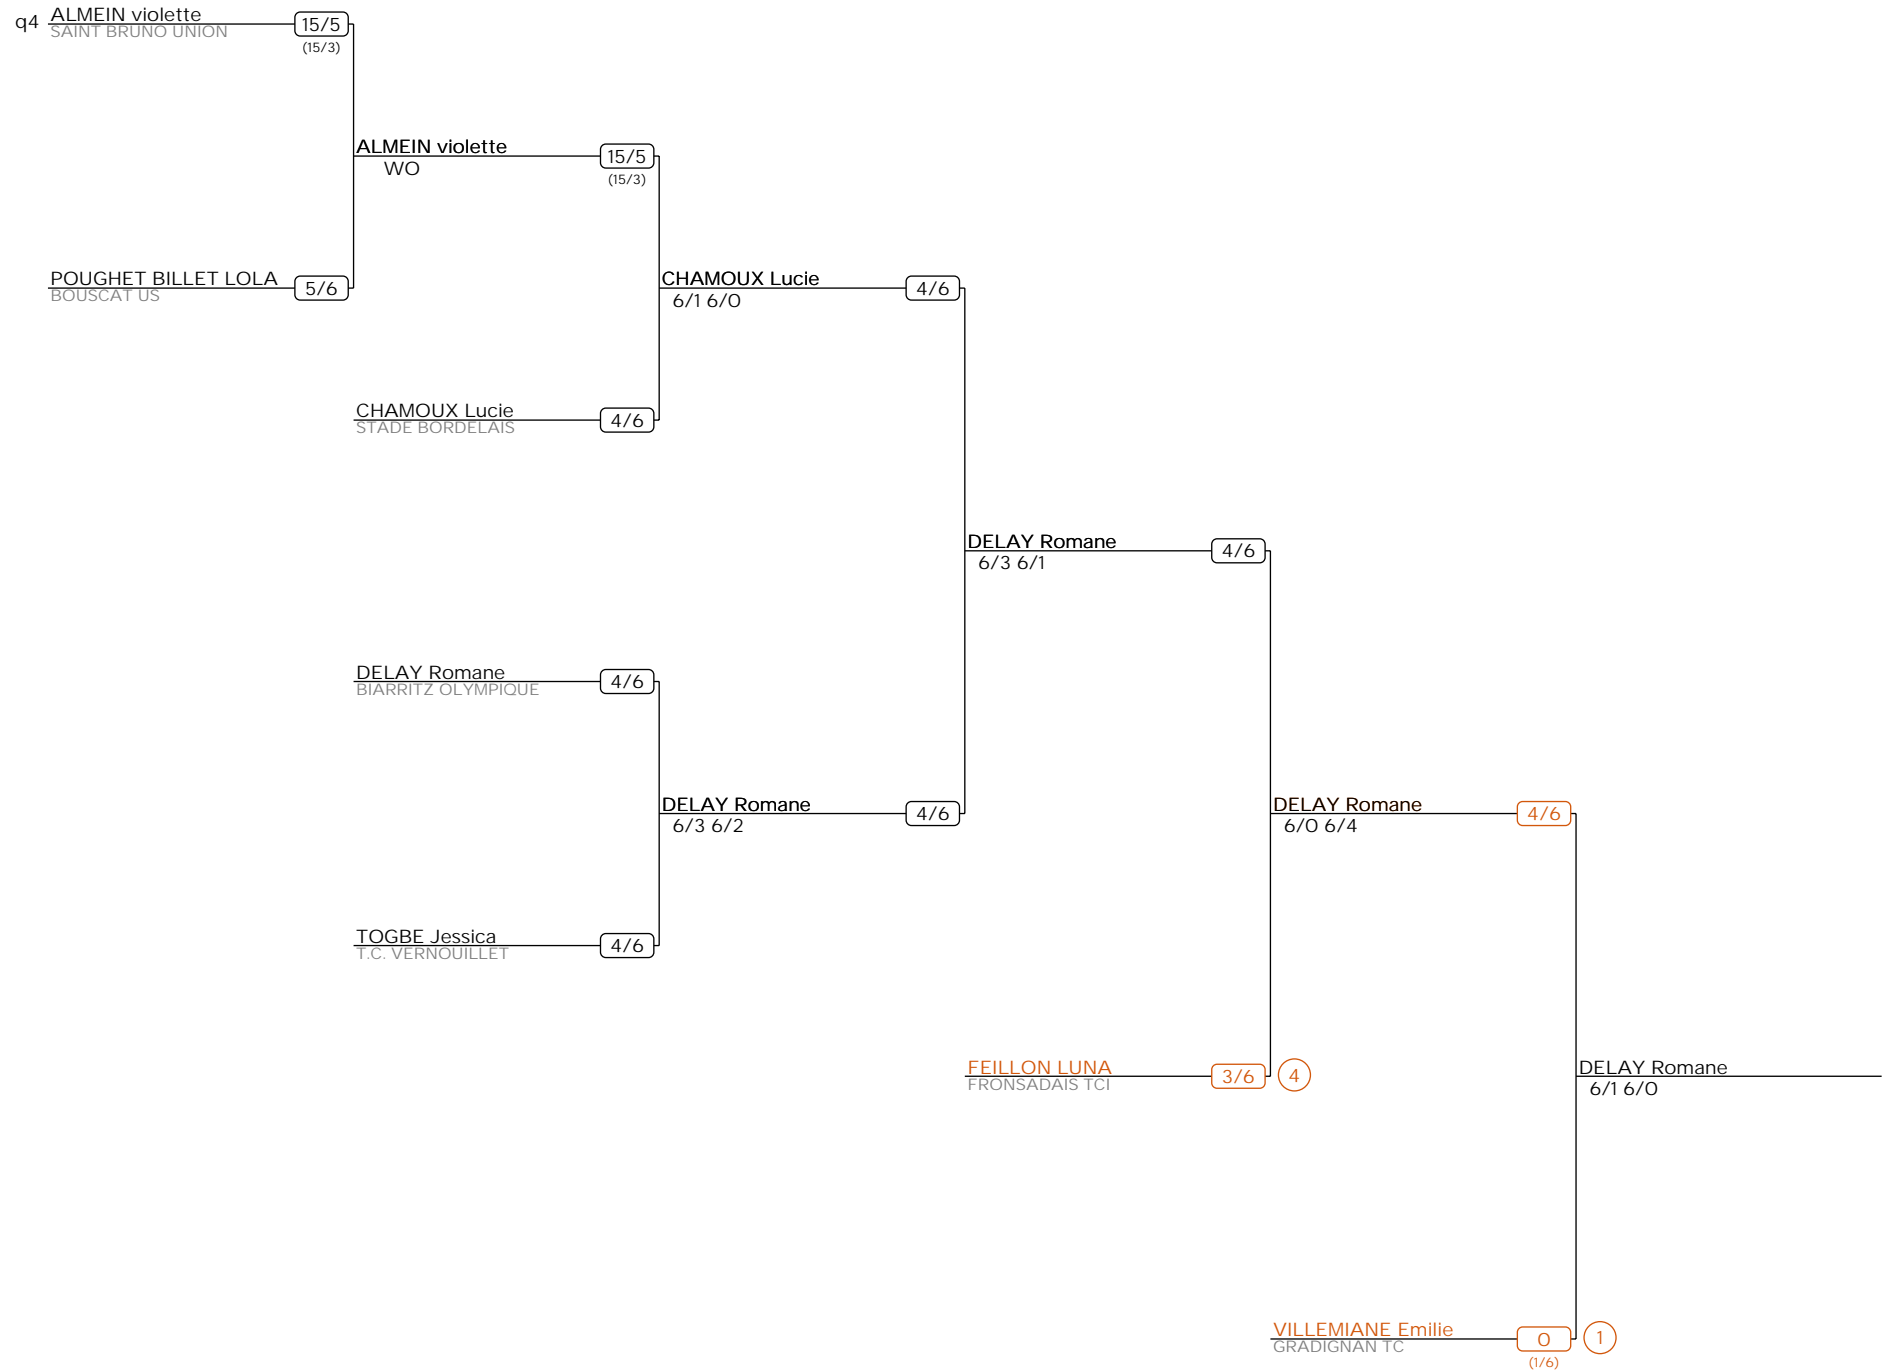 q4 ALMEIN violette 15/5
SAINT BRUNO UNION
(15/3)
ALMEIN violette 15/5
WO
(15/3)
POUGHET BILLET LOLA 5/6
BOUSCAT US
CHAMOUX Lucie 4/6
6/1 6/0
CHAMOUX Lucie 4/6
STADE BORDELAIS
DELAY Romane 4/6
6/3 6/1
DELAY Romane 4/6
BIARRITZ OLYMPIQUE
DELAY Romane 4/6
6/3 6/2
DELAY Romane 4/6
6/0 6/4
TOGBE Jessica 4/6
T.C. VERNOUILLET
FEILLON LUNA 3/6 4
FRONSADAIS TCI
DELAY Romane
6/1 6/0
VILLEMIANE Emilie 0 1
GRADIGNAN TC
(1/6)